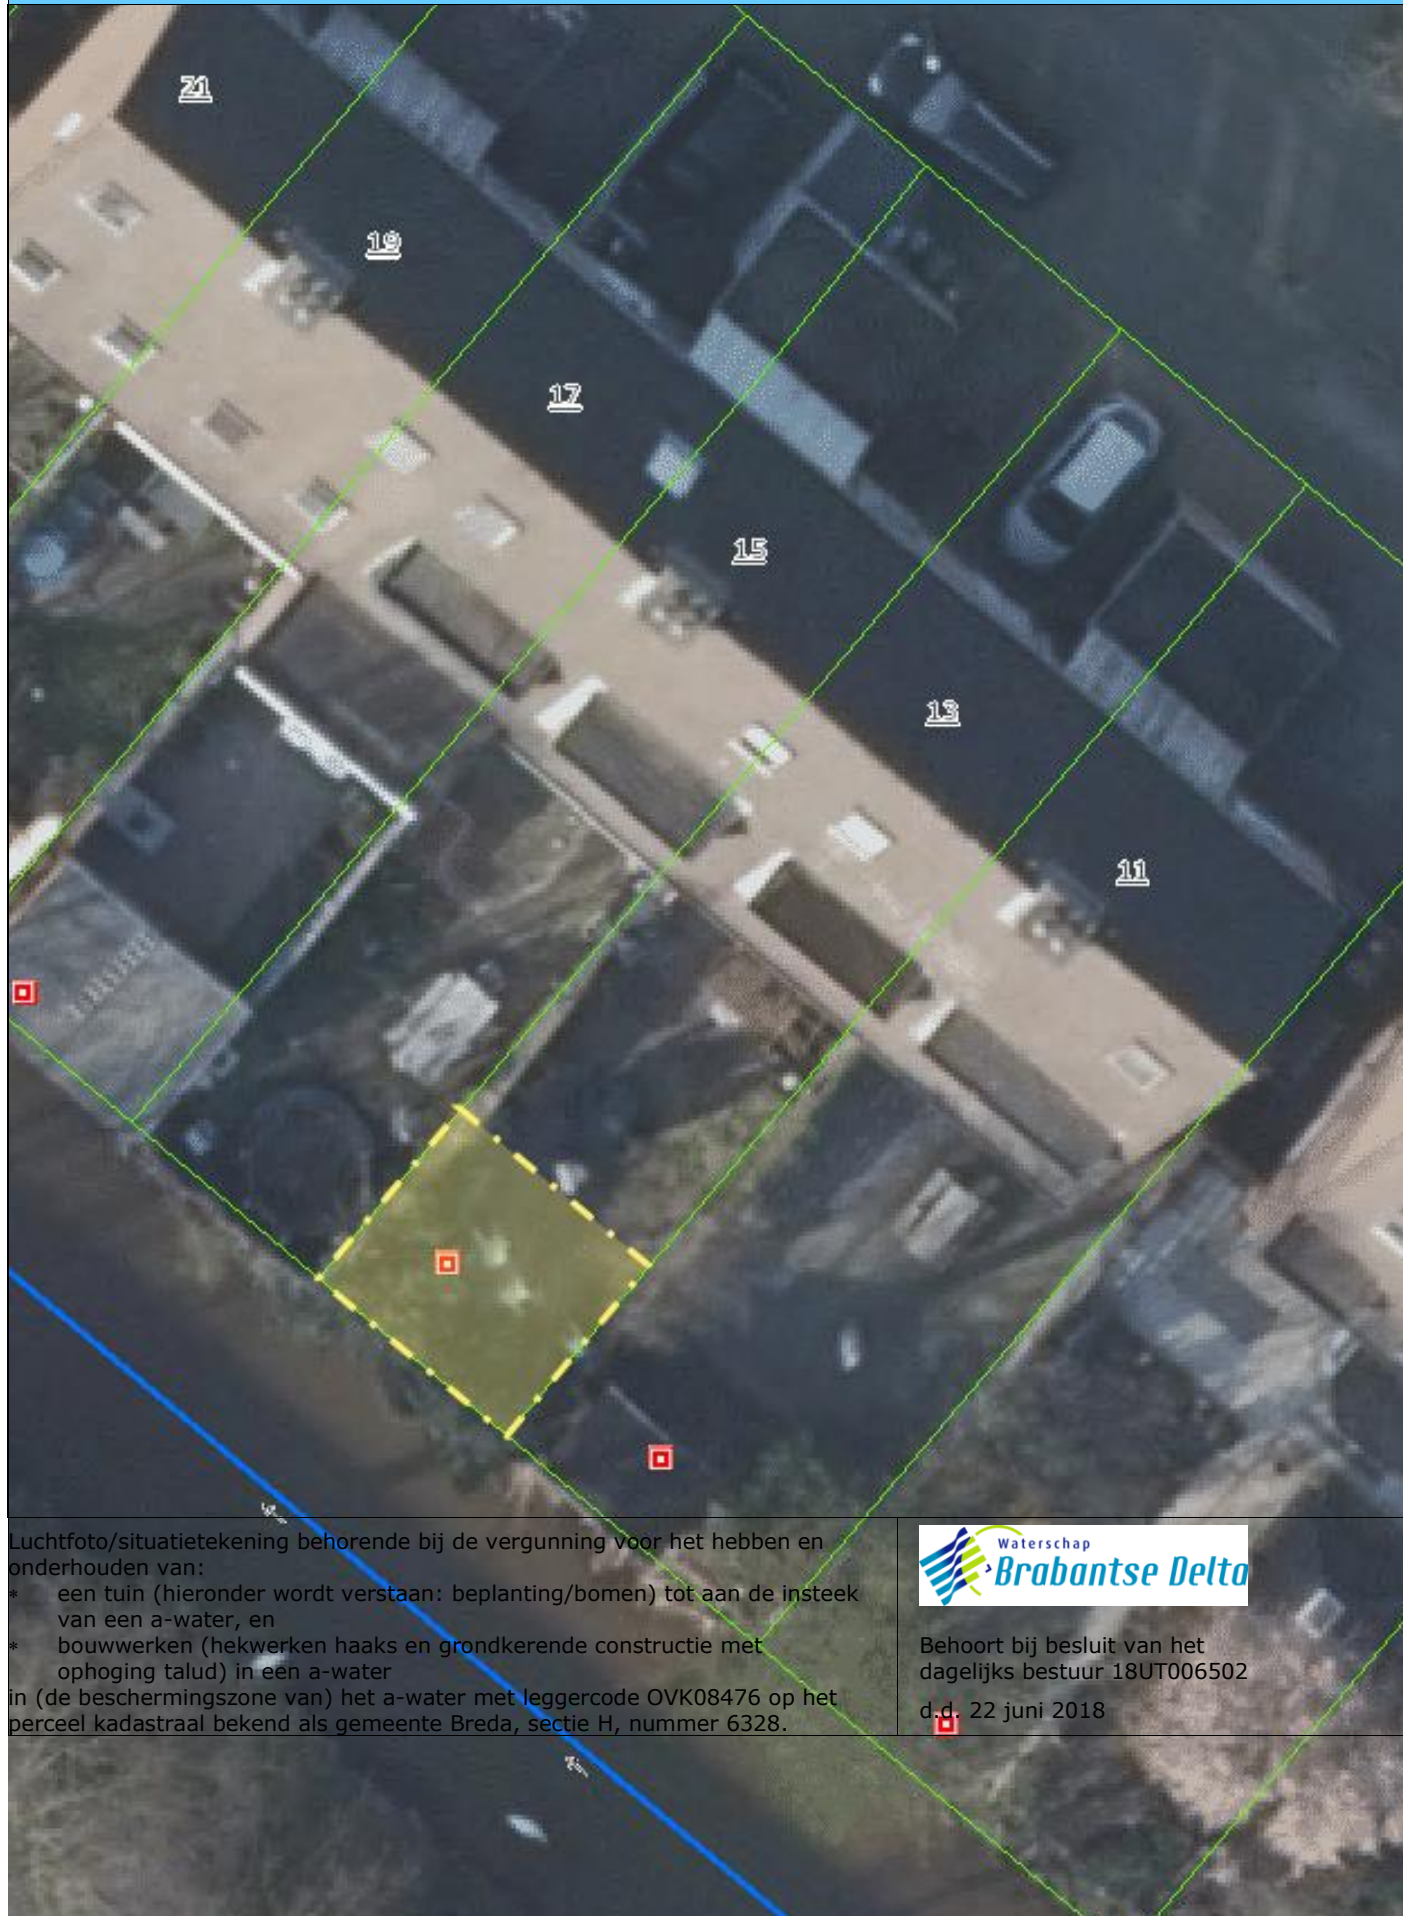 21
19
17
15
13
11
Luchtfoto/situatietekening behorende bij de vergunning voor het hebben en
onderhouden van:
* een tuin (hieronder wordt verstaan: beplanting/bomen) tot aan de insteek
van een a-water, en
* bouwwerken (hekwerken haaks en grondkerende constructie met
ophoging talud) in een a-water
in (de beschermingszone van) het a-water met leggercode OVK08476 op het
perceel kadastraal bekend als gemeente Breda, sectie H, nummer 6328.
Waterschap
Brabantse Delta
Behoort bij besluit van het
dagelijks bestuur 18UT006502
d.d. 22 juni 2018